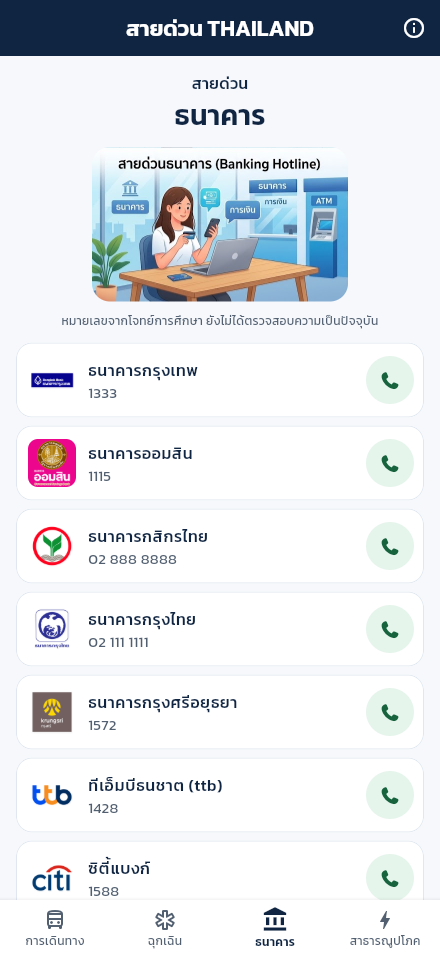 สายด่วน THAILAND
สายด่วน
ธนาคาร
สายด่วนธนาคาร (Banking Hotline)
ธนาคาร
ธนาคาร
การเงิน
การเงิน
ATM
หมายเลขจากโจทย์การศึกษา ยังไม่ได้ตรวจสอบความเป็นปัจจุบัน
ธนาคารกรุงเทพ
1333
ออมสิน
ธนาคารออมสิน
1115
ธนาคารกสิกรไทย
02 888 8888
ธนาคารกรุงไทย
02 111 1111
krungsri
กรุงศรี
ธนาคารกรุงศรีอยุธยา
1572
ttb
ทีเอ็มบีธนชาต (ttb)
1428
citi
ซิตี้แบงก์
1588
การเดินทาง
ฉุกเฉิน
ธนาคาร
สาธารณูปโภค